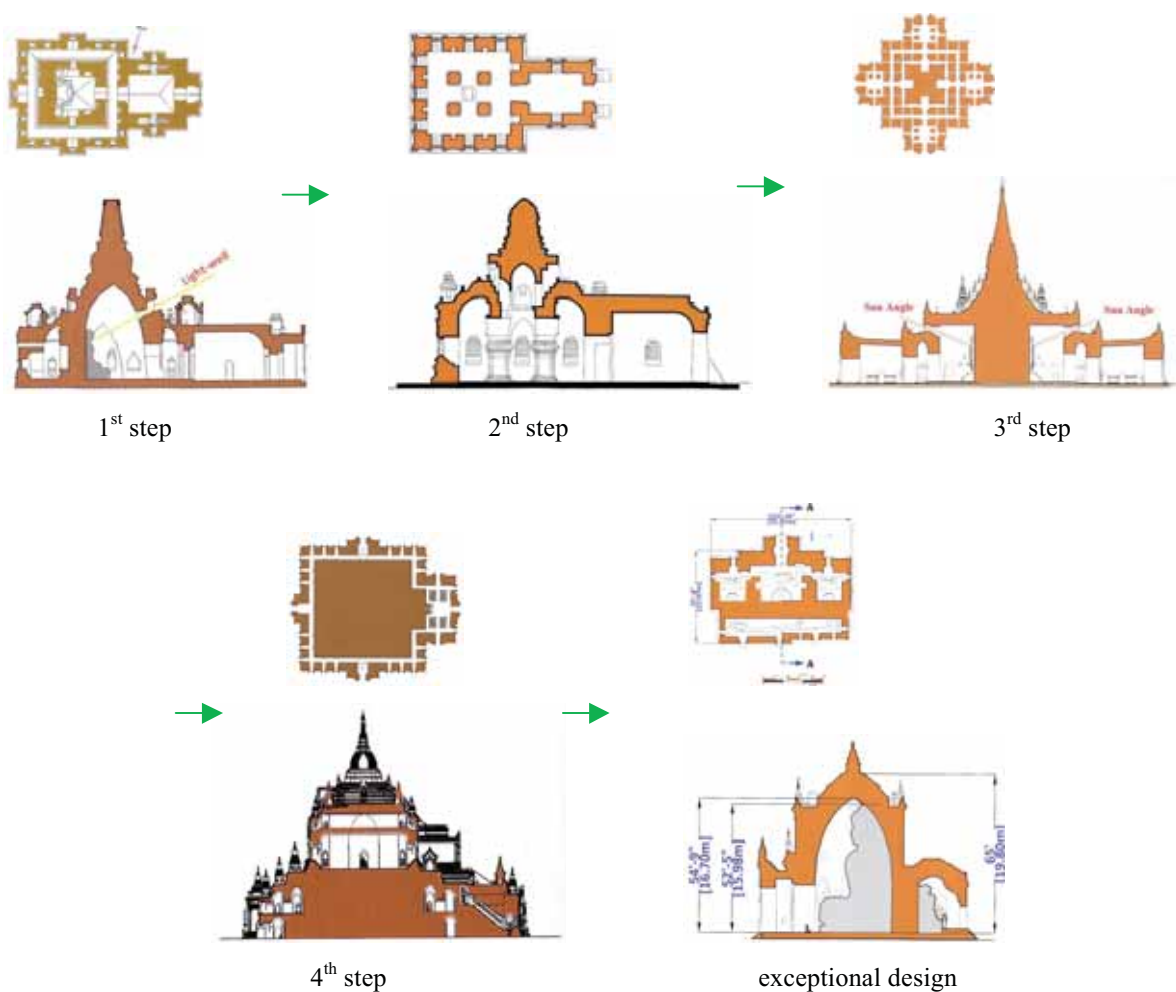 Light-well
Sun Angle
Sun Angle
1st step
2nd step
3rd step
A
A
54'-9"
[16.70m]
52'-5"
[15.98m]
65'
[19.80m]
4th step
exceptional design